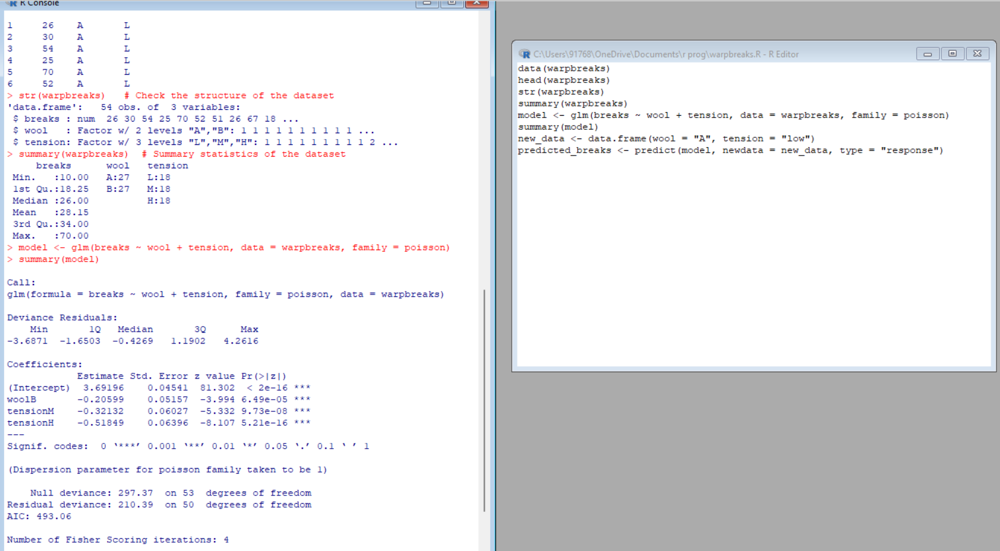 R Console
1      26    A       L
2      30    A       L
3      54    A       L
4      25    A       L
5      70    A       L
6      52    A       L
> str(warpbreaks)   # Check the structure of the dataset
'data.frame':   54 obs. of  3 variables:
 $ breaks : num  26 30 54 25 70 52 51 26 67 18 ...
 $ wool   : Factor w/ 2 levels "A","B": 1 1 1 1 1 1 1 1 1 1 ...
 $ tension: Factor w/ 3 levels "L","M","H": 1 1 1 1 1 1 1 1 1 2 ...
> summary(warpbreaks)  # Summary statistics of the dataset
     breaks      wool   tension
 Min.   :10.00   A:27   L:18
 1st Qu.:18.25   B:27   M:18
 Median :26.00          H:18
 Mean   :28.15
 3rd Qu.:34.00
 Max.   :70.00
> model <- glm(breaks ~ wool + tension, data = warpbreaks, family = poisson)
> summary(model)
Call:
glm(formula = breaks ~ wool + tension, family = poisson, data = warpbreaks)
Deviance Residuals:
    Min       1Q   Median       3Q      Max
-3.6871  -1.6503  -0.4269   1.1902   4.2616
Coefficients:
            Estimate Std. Error z value Pr(>|z|)
(Intercept)  3.69196    0.04541  81.302  < 2e-16 ***
woolB       -0.20599    0.05157  -3.994 6.49e-05 ***
tensionM    -0.32132    0.06027  -5.332 9.73e-08 ***
tensionH    -0.51849    0.06396  -8.107 5.21e-16 ***
---
Signif. codes:  0 ‘***’ 0.001 ‘**’ 0.01 ‘*’ 0.05 ‘.’ 0.1 ‘ ’ 1
(Dispersion parameter for poisson family taken to be 1)
    Null deviance: 297.37  on 53  degrees of freedom
Residual deviance: 210.39  on 50  degrees of freedom
AIC: 493.06
Number of Fisher Scoring iterations: 4
C:\Users\91768\OneDrive\Documents\r prog\warpbreaks.R - R Editor
data(warpbreaks)
head(warpbreaks)
str(warpbreaks)
summary(warpbreaks)
model <- glm(breaks ~ wool + tension, data = warpbreaks, family = poisson)
summary(model)
new_data <- data.frame(wool = "A", tension = "low")
predicted_breaks <- predict(model, newdata = new_data, type = "response")